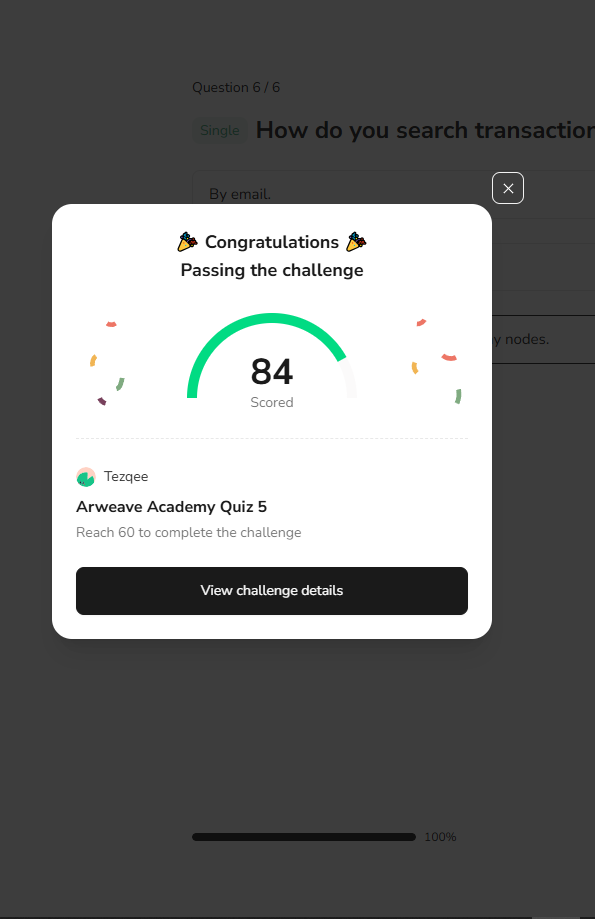 Question 6 / 6
Single How do you search transaction
By email.
y nodes.
Congratulations
Passing the challenge
84
Scored
Tezqee
Arweave Academy Quiz 5
Reach 60 to complete the challenge
View challenge details
100%